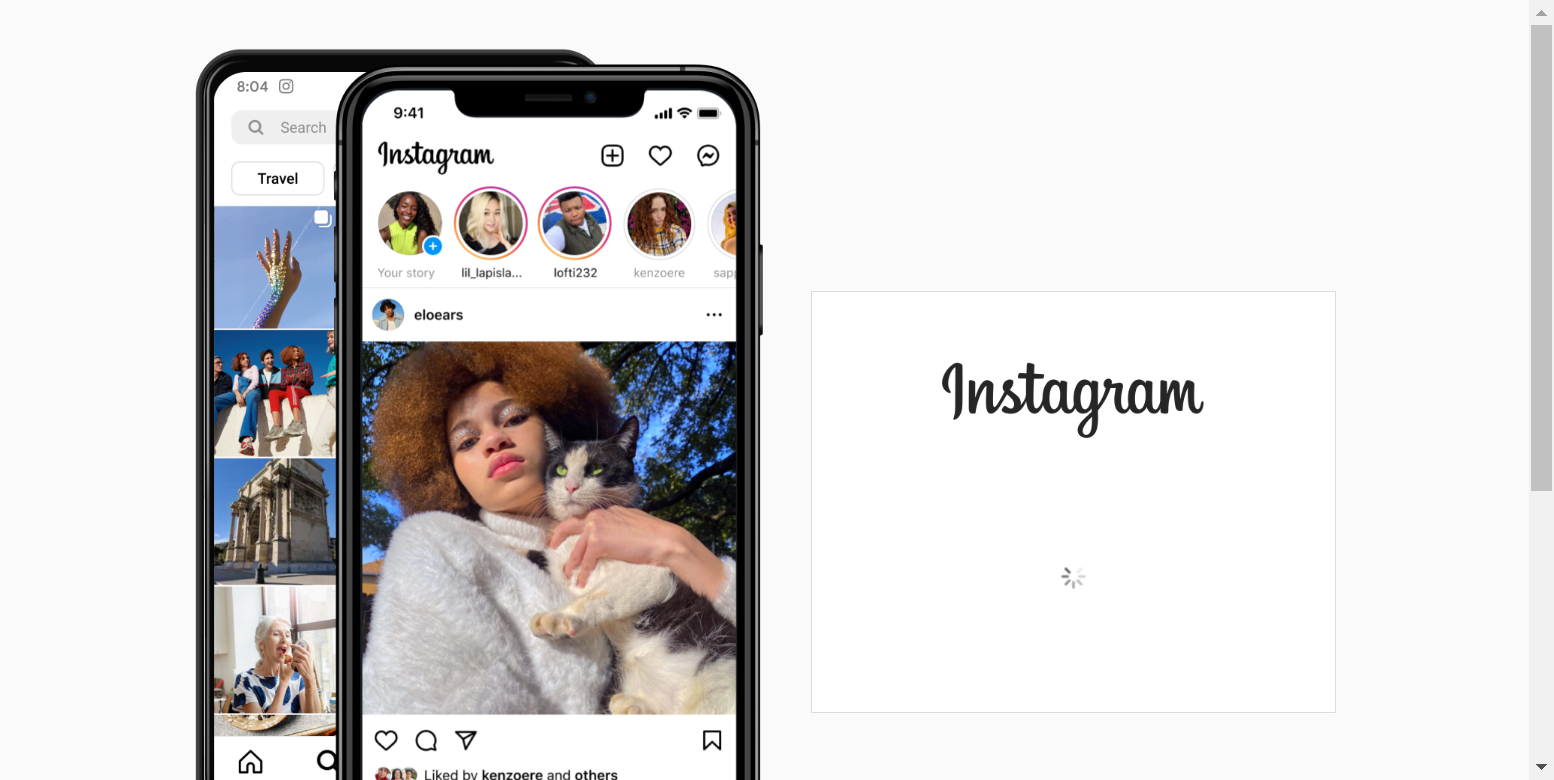 8:04
Search
Travel
9:41
Instagram
Your story
lil_lapisla...
lofti232
kenzoere
sapp
eloears
Liked by kenzoere and others
Instagram